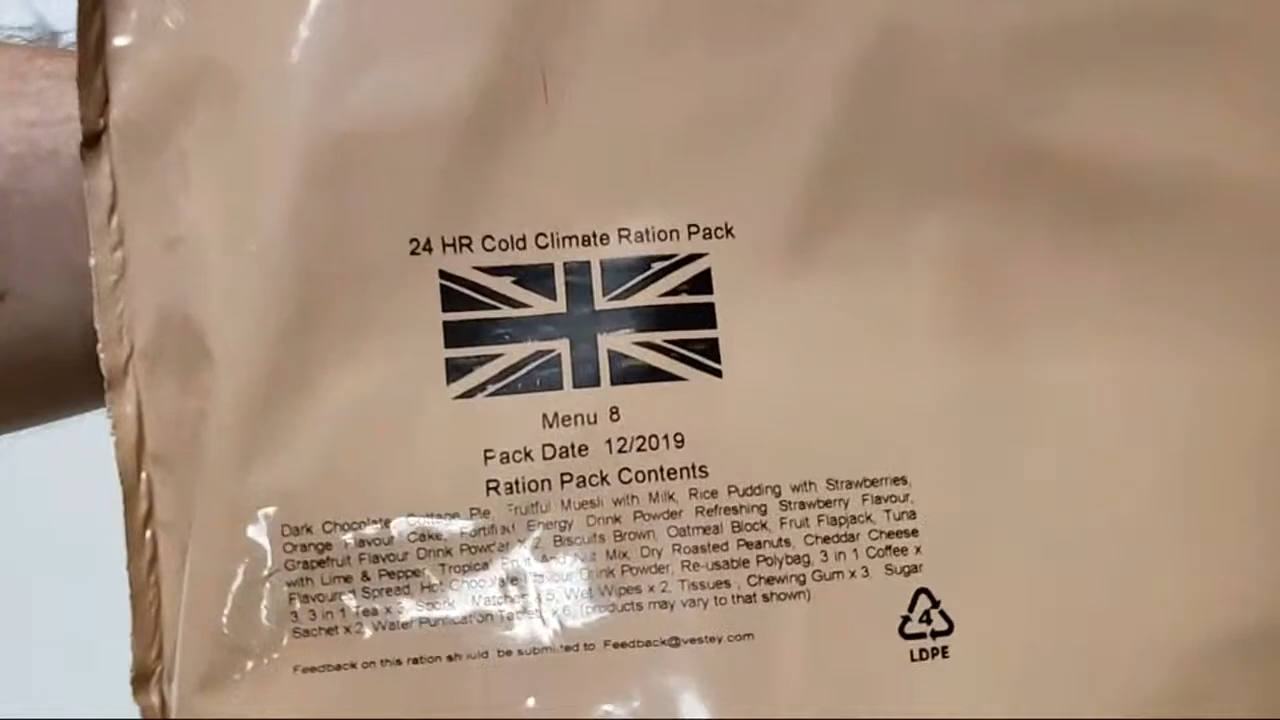 24 HR Cold Climate Ration Pack
Menu 8
Pack Date 12/2019
Ration Pack Contents
Dark Chocolate, Cottage Pie, Fruitful Muesli with Milk, Rice Pudding with Strawberries,
Orange Flavour Cake, Fortified Energy Drink Powder Refreshing Strawberry Flavour,
Grapefruit Flavour Drink Powder x 2, Biscuits Brown, Oatmeal Block, Fruit Flapjack, Tuna
with Lime & Pepper, Tropical Fruit And Nut Mix, Dry Roasted Peanuts, Cheddar Cheese
Flavoured Spread, Hot Chocolate Flavour Drink Powder, Re-usable Polybag, 3 in 1 Coffee x
3, 3 in 1 Tea x 3, Spork, Matches x 5, Wet Wipes x 2, Tissues, Chewing Gum x 3, Sugar
Sachet x 2, Water Purification Tablet x 6, (products may vary to that shown)
Feedback on this ration should be submitted to Feedback@vestey.com
4
LDPE